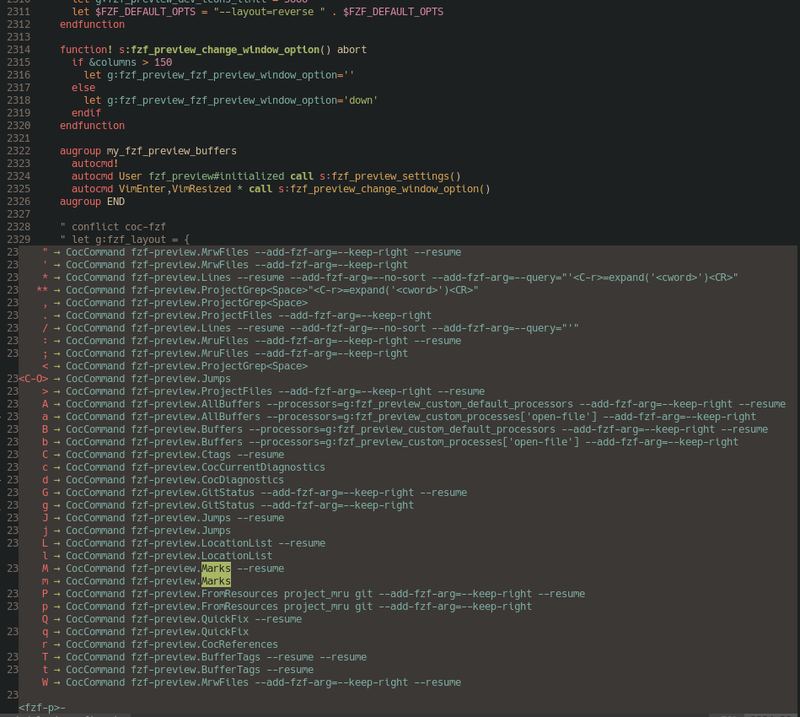 2311 let $FZF_DEFAULT_OPTS = "--layout=reverse " . $FZF_DEFAULT_OPTS
2312 endfunction
2313
2314 function! s:fzf_preview_change_window_option() abort
2315 if &columns > 150
2316 let g:fzf_preview_fzf_preview_window_option=''
2317 else
2318 let g:fzf_preview_fzf_preview_window_option='down'
2319 endif
2320 endfunction
2321
2322 augroup my_fzf_preview_buffers
2323 autocmd!
2324 autocmd User fzf_preview#initialized call s:fzf_preview_settings()
2325 autocmd VimEnter,VimResized * call s:fzf_preview_change_window_option()
2326 augroup END
2327
2328 " conflict coc-fzf
2329 " let g:fzf_layout = {
23 " → CocCommand fzf-preview.MrwFiles --add-fzf-arg=--keep-right --resume
23 ' → CocCommand fzf-preview.MrwFiles --add-fzf-arg=--keep-right
23 * → CocCommand fzf-preview.Lines --resume --add-fzf-arg=--no-sort --add-fzf-arg=--query="'<C-r>=expand('<cword>')<CR>"
23 ** → CocCommand fzf-preview.ProjectGrep<Space>"<C-r>=expand('<cword>')<CR>"
23 , → CocCommand fzf-preview.ProjectGrep<Space>
23 . → CocCommand fzf-preview.ProjectFiles --add-fzf-arg=--keep-right
23 / → CocCommand fzf-preview.Lines --resume --add-fzf-arg=--no-sort --add-fzf-arg=--query="'"
23 : → CocCommand fzf-preview.MruFiles --add-fzf-arg=--keep-right --resume
23 ; → CocCommand fzf-preview.MruFiles --add-fzf-arg=--keep-right
< → CocCommand fzf-preview.ProjectGrep<Space>
23<C-O> → CocCommand fzf-preview.Jumps
> → CocCommand fzf-preview.ProjectFiles --add-fzf-arg=--keep-right --resume
23 A → CocCommand fzf-preview.AllBuffers --processors=g:fzf_preview_custom_default_processors --add-fzf-arg=--keep-right --resume
23 a → CocCommand fzf-preview.AllBuffers --processors=g:fzf_preview_custom_processes['open-file'] --add-fzf-arg=--keep-right
23 B → CocCommand fzf-preview.Buffers --processors=g:fzf_preview_custom_default_processors --add-fzf-arg=--keep-right --resume
23 b → CocCommand fzf-preview.Buffers --processors=g:fzf_preview_custom_processes['open-file'] --add-fzf-arg=--keep-right
C → CocCommand fzf-preview.Ctags --resume
23 c → CocCommand fzf-preview.CocCurrentDiagnostics
23 d → CocCommand fzf-preview.CocDiagnostics
23 G → CocCommand fzf-preview.GitStatus --add-fzf-arg=--keep-right --resume
23 g → CocCommand fzf-preview.GitStatus --add-fzf-arg=--keep-right
23 J → CocCommand fzf-preview.Jumps --resume
23 j → CocCommand fzf-preview.Jumps
23 L → CocCommand fzf-preview.LocationList --resume
l → CocCommand fzf-preview.LocationList
23 M → CocCommand fzf-preview.Marks --resume
m → CocCommand fzf-preview.Marks
23 P → CocCommand fzf-preview.FromResources project_mru git --add-fzf-arg=--keep-right --resume
23 p → CocCommand fzf-preview.FromResources project_mru git --add-fzf-arg=--keep-right
Q → CocCommand fzf-preview.QuickFix --resume
23 q → CocCommand fzf-preview.QuickFix
r → CocCommand fzf-preview.CocReferences
23 T → CocCommand fzf-preview.BufferTags --resume --resume
23 t → CocCommand fzf-preview.BufferTags --resume
23 W → CocCommand fzf-preview.MrwFiles --add-fzf-arg=--keep-right --resume
23
<fzf-p>-